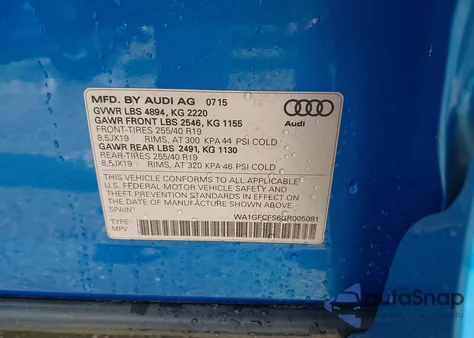 MFD. BY AUDI AG 07 15
GVWR LBS 4894, KG 2220
GAWR FRONT LBS 2546, KG 1155
FRONT-TIRES 255/40 R19
8.5JX19 RIMS, AT 300 KPA 44 PSI COLD
GAWR REAR LBS 2491, KG 1130
REAR-TIRES 255/40 R19
8.5JX19 RIMS, AT 320 KPA 46 PSI COLD
THIS VEHICLE CONFORMS TO ALL APPLICABLE
U.S. FEDERAL MOTOR VEHICLE SAFETY AND
THEFT PREVENTION STANDARDS IN EFFECT ON
THE DATE OF MANUFACTURE SHOWN ABOVE.
SPAIN
WA1GFCFS6GR005081
TYPE:
MPV
Audi
autoSnap